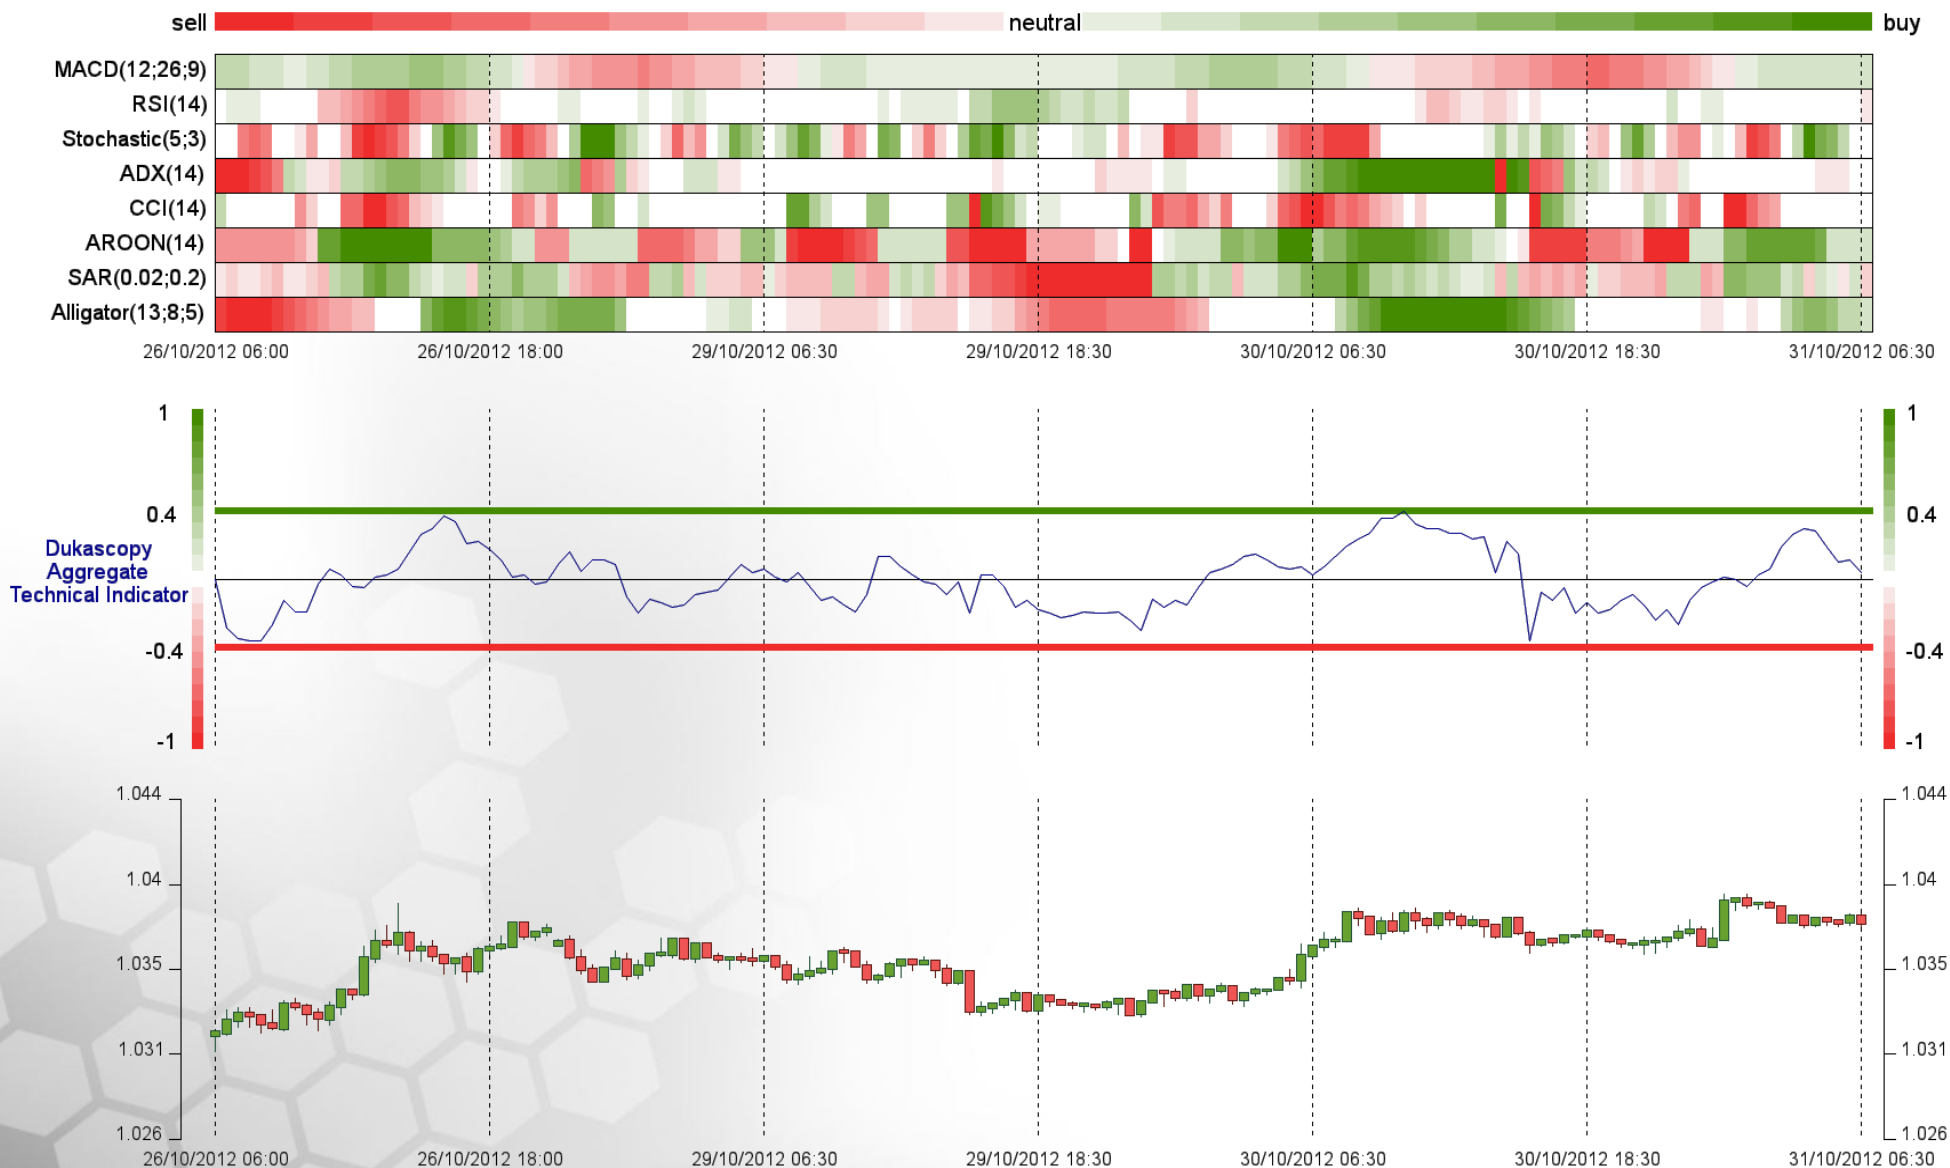 sell neutral buy
MACD(12;26;9)
RSI(14)
Stochastic(5;3)
ADX(14)
CCI(14)
AROON(14)
SAR(0.02;0.2)
Alligator(13;8;5)
26/10/2012 06:00 26/10/2012 18:00 29/10/2012 06:30 29/10/2012 18:30 30/10/2012 06:30 30/10/2012 18:30 31/10/2012 06:30
1 1
0.4 0.4
Dukascopy
Aggregate
Technical Indicator
-0.4 -0.4
-1 -1
1.044 1.044
1.04 1.04
1.035 1.035
1.031 1.031
1.026 1.026
26/10/2012 06:00 26/10/2012 18:00 29/10/2012 06:30 29/10/2012 18:30 30/10/2012 06:30 30/10/2012 18:30 31/10/2012 06:30